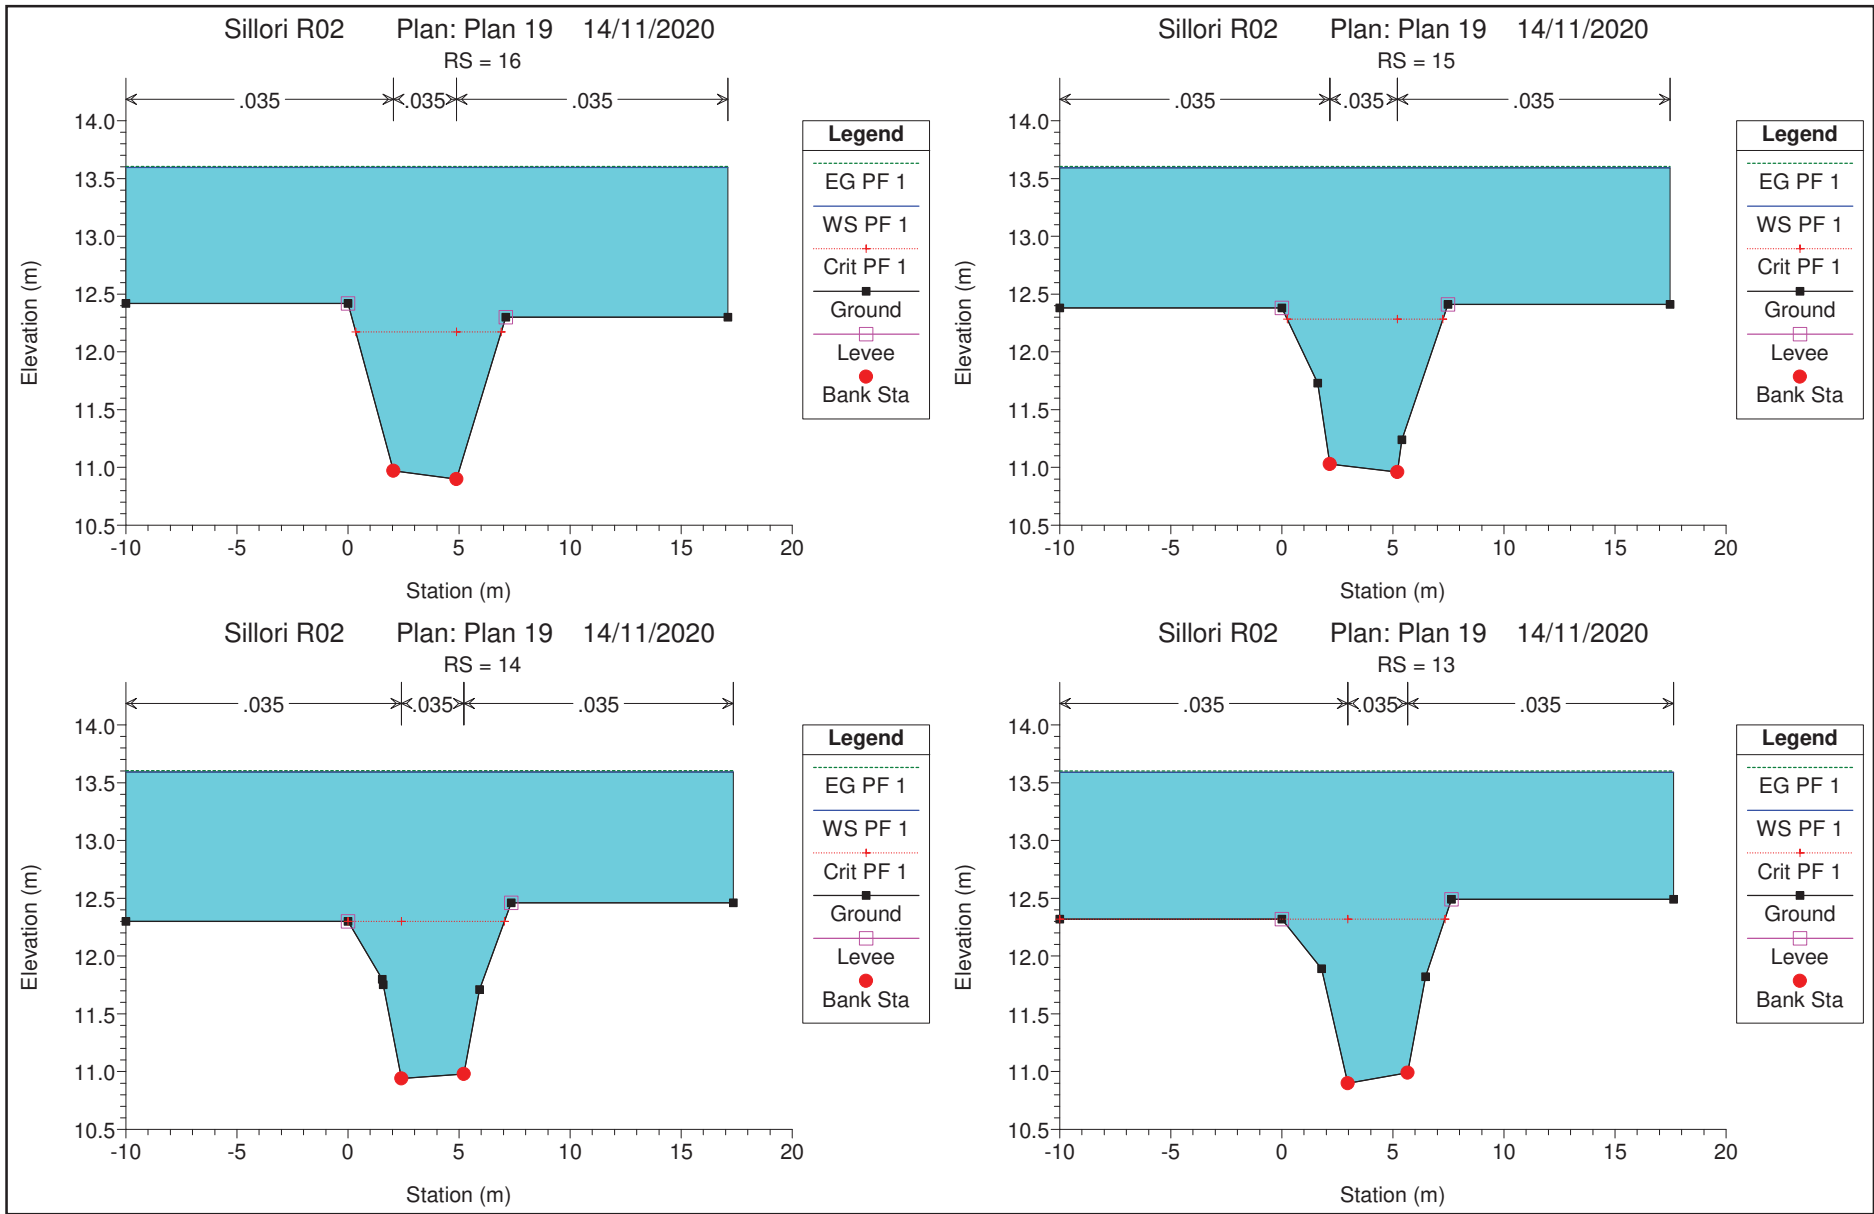 Sillori R02 Plan: Plan 19 14/11/2020
RS = 16
.035 .035 .035
14.0
13.5
13.0
12.5
12.0
11.5
11.0
10.5
Elevation (m)
-10 -5 0 5 10 15 20
Station (m)
Legend
EG PF 1
WS PF 1
Crit PF 1
Ground
Levee
Bank Sta
Sillori R02 Plan: Plan 19 14/11/2020
RS = 15
.035 .035 .035
14.0
13.5
13.0
12.5
12.0
11.5
11.0
10.5
Elevation (m)
-10 -5 0 5 10 15 20
Station (m)
Legend
EG PF 1
WS PF 1
Crit PF 1
Ground
Levee
Bank Sta
Sillori R02 Plan: Plan 19 14/11/2020
RS = 14
.035 .035 .035
14.0
13.5
13.0
12.5
12.0
11.5
11.0
10.5
Elevation (m)
-10 -5 0 5 10 15 20
Station (m)
Legend
EG PF 1
WS PF 1
Crit PF 1
Ground
Levee
Bank Sta
Sillori R02 Plan: Plan 19 14/11/2020
RS = 13
.035 .035 .035
14.0
13.5
13.0
12.5
12.0
11.5
11.0
10.5
Elevation (m)
-10 -5 0 5 10 15 20
Station (m)
Legend
EG PF 1
WS PF 1
Crit PF 1
Ground
Levee
Bank Sta